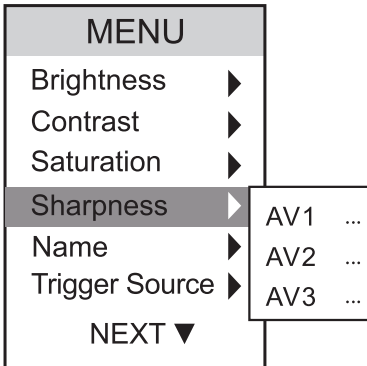 MENU
Brightness ▶
Contrast ▶
Saturation ▶
Sharpness ▶
Name ▶
Trigger Source ▶
NEXT ▼
AV1 ...
AV2 ...
AV3 ...